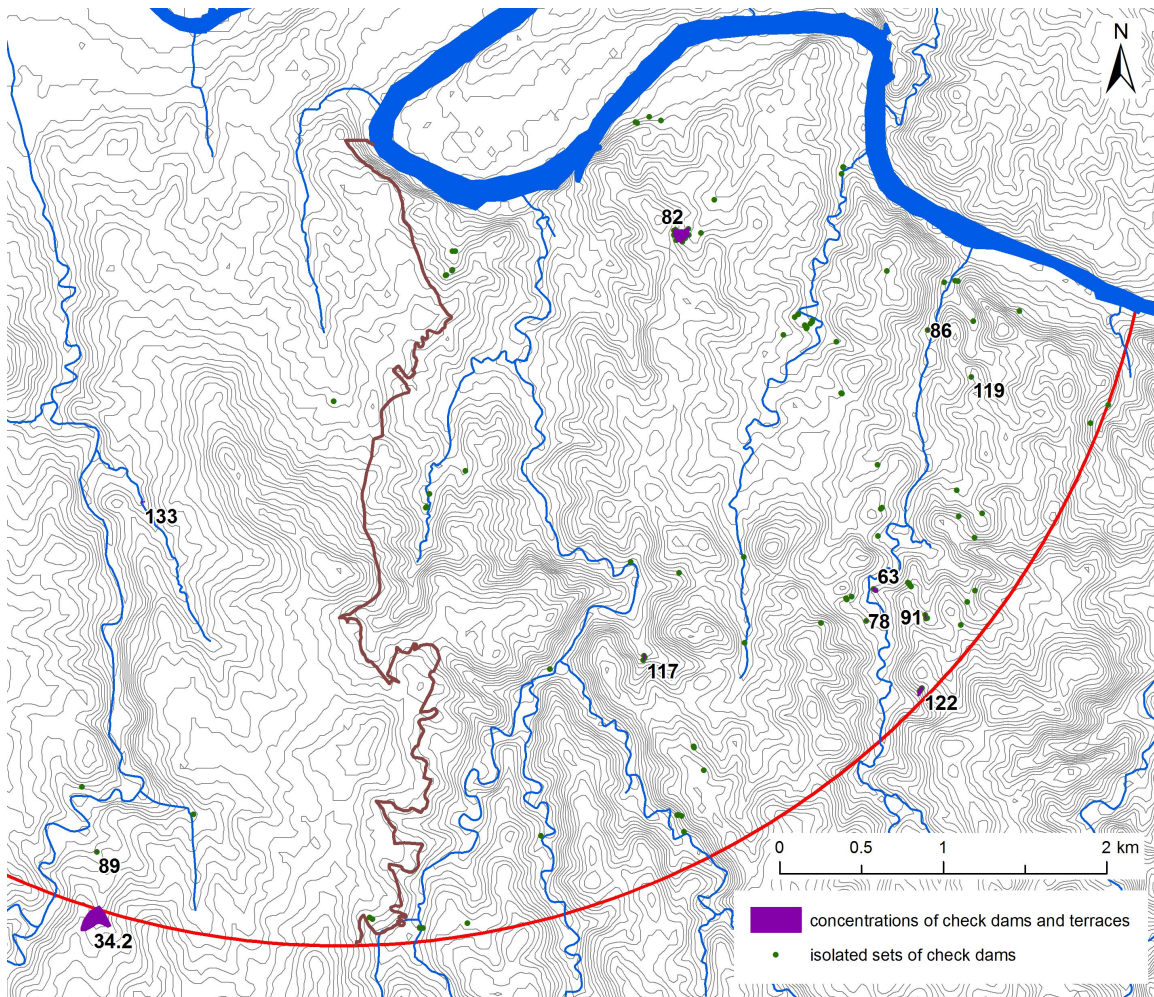 N
82
86
119
133
63
78
91
117
122
89
34.2
0 0.5 1 2 km
concentrations of check dams and terraces
isolated sets of check dams